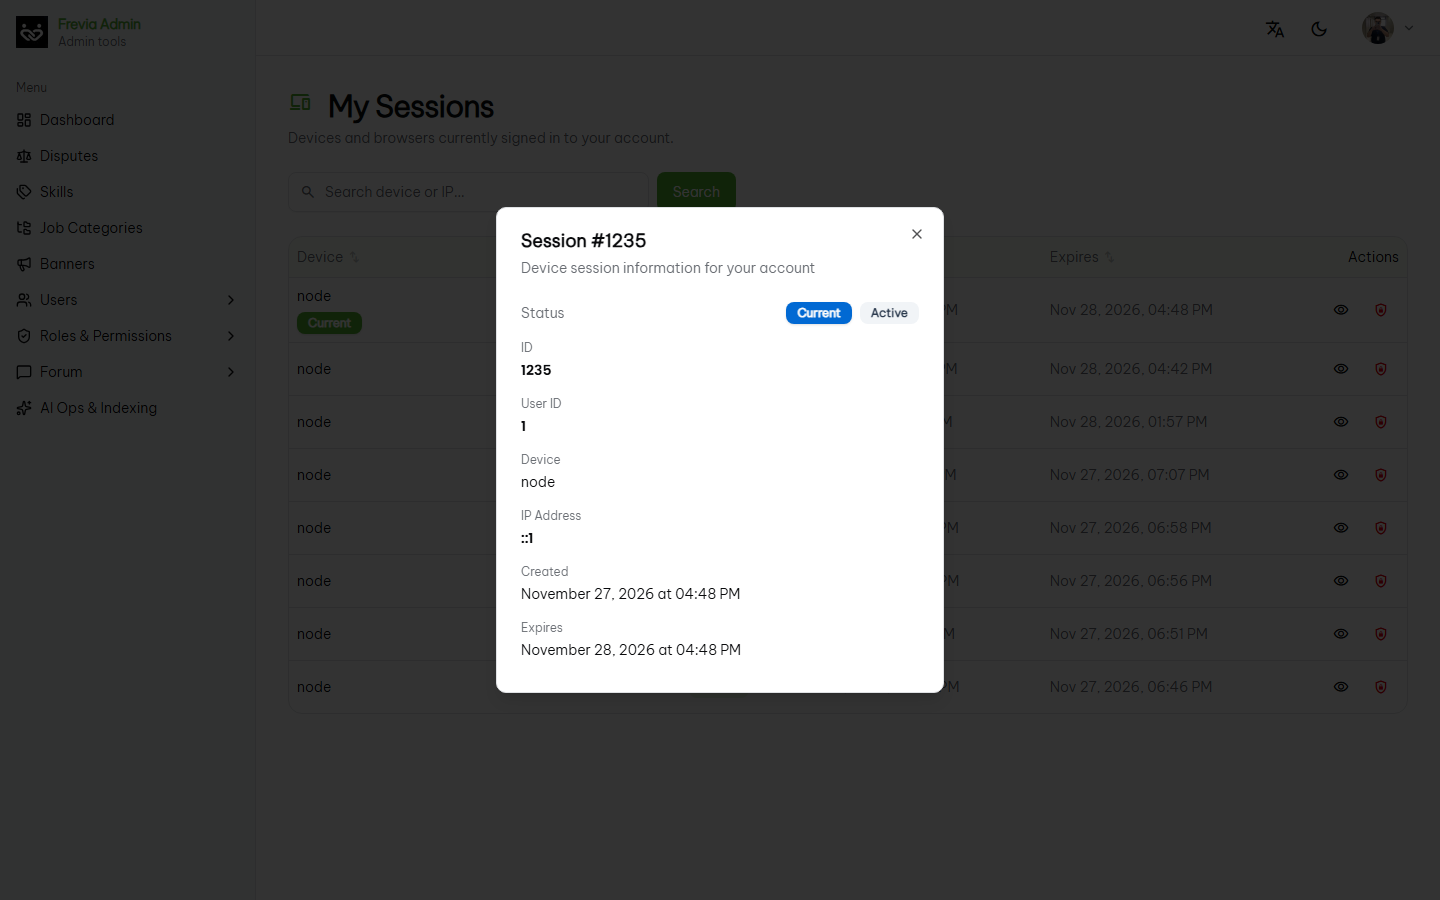 Frevia Admin
Admin tools
Menu
Dashboard
Disputes
Skills
Job Categories
Banners
Users
Roles & Permissions
Forum
AI Ops & Indexing
My Sessions
Devices and browsers currently signed in to your account.
Search device or IP...
Search
Device
Expires
Actions
node
Current
PM
Nov 28, 2026, 04:48 PM
node
PM
Nov 28, 2026, 04:42 PM
node
Nov 28, 2026, 01:57 PM
node
Nov 27, 2026, 07:07 PM
node
PM
Nov 27, 2026, 06:58 PM
node
PM
Nov 27, 2026, 06:56 PM
node
Nov 27, 2026, 06:51 PM
node
PM
Nov 27, 2026, 06:46 PM
Session #1235
Device session information for your account
Status
Current
Active
ID
1235
User ID
1
Device
node
IP Address
::1
Created
November 27, 2026 at 04:48 PM
Expires
November 28, 2026 at 04:48 PM